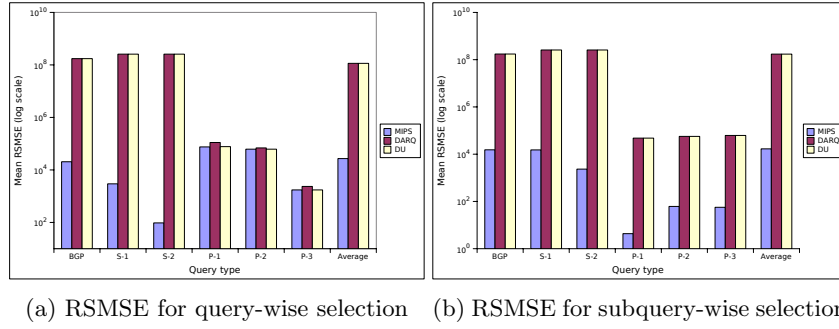 10^10
10^8
10^6
10^4
10^2
Mean RSMSE (log scale)
BGP S-1 S-2 P-1 P-2 P-3 Average
Query type
MIPS
DARQ
DU
10^10
10^8
10^6
10^4
10^2
10^0
Mean RSMSE (log scale)
BGP S-1 S-2 P-1 P-2 P-3 Average
Query type
MIPS
DARQ
DU
(a) RSMSE for query-wise selection
(b) RSMSE for subquery-wise selection